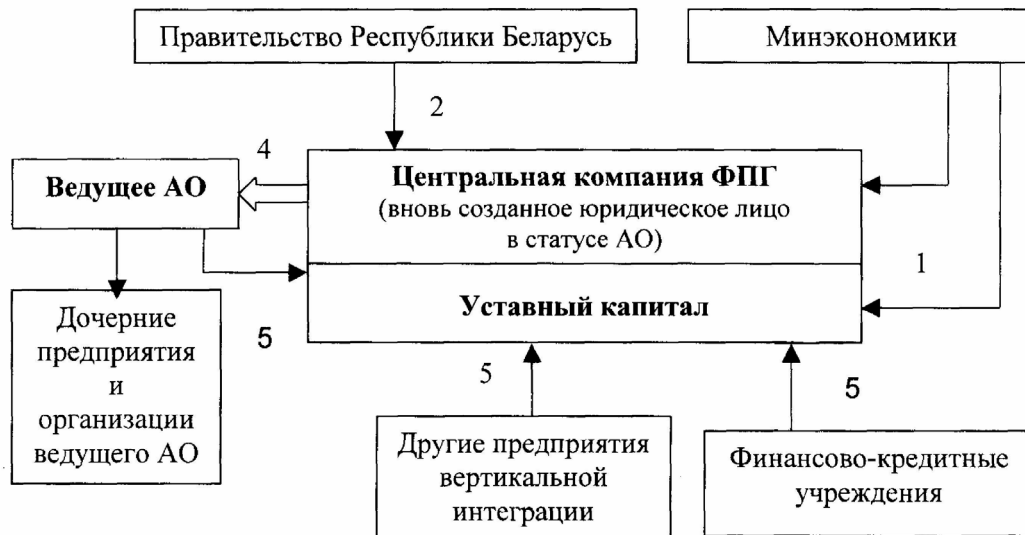 Правительство Республики Беларусь
Минэкономики
2
4
Ведущее АО
Центральная компания ФПГ
(вновь созданное юридическое лицо
в статусе АО)
1
Уставный капитал
Дочерние
предприятия
и
организации
ведущего АО
5
5
5
Другие предприятия
вертикальной
интеграции
Финансово-кредитные
учреждения